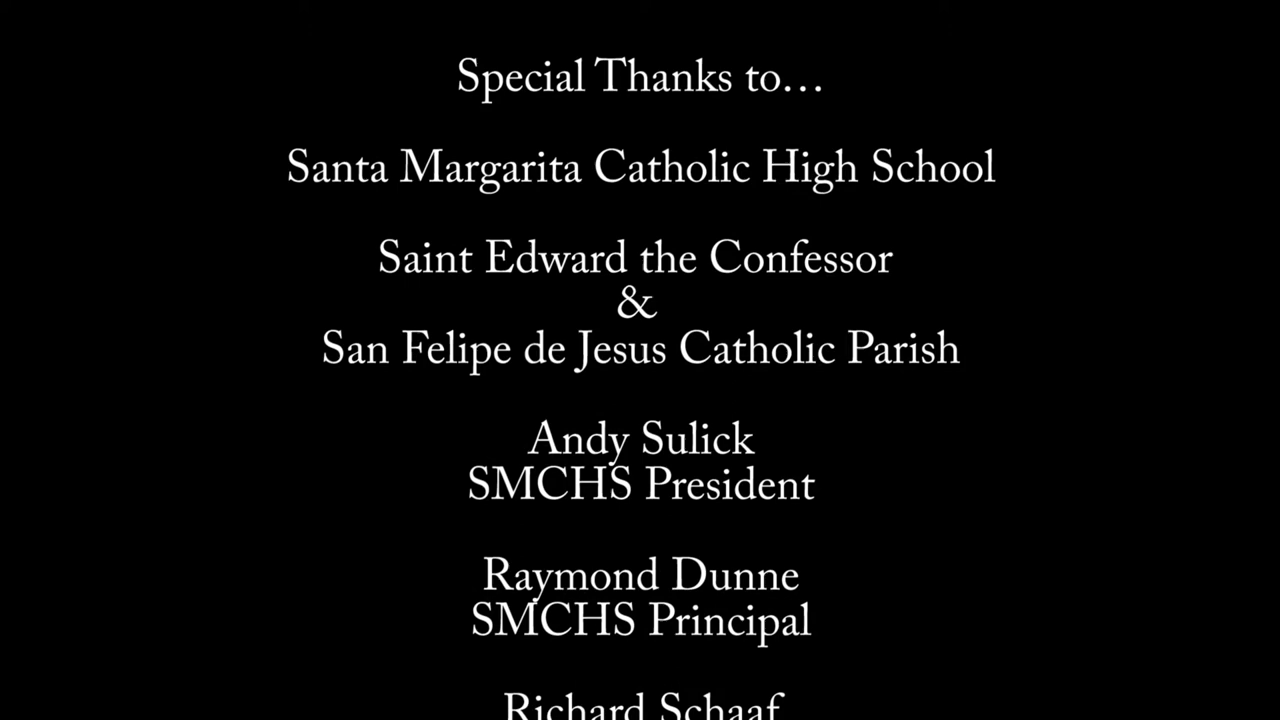 Special Thanks to…
Santa Margarita Catholic High School
Saint Edward the Confessor
&
San Felipe de Jesus Catholic Parish
Andy Sulick
SMCHS President
Raymond Dunne
SMCHS Principal
Richard Schaaf